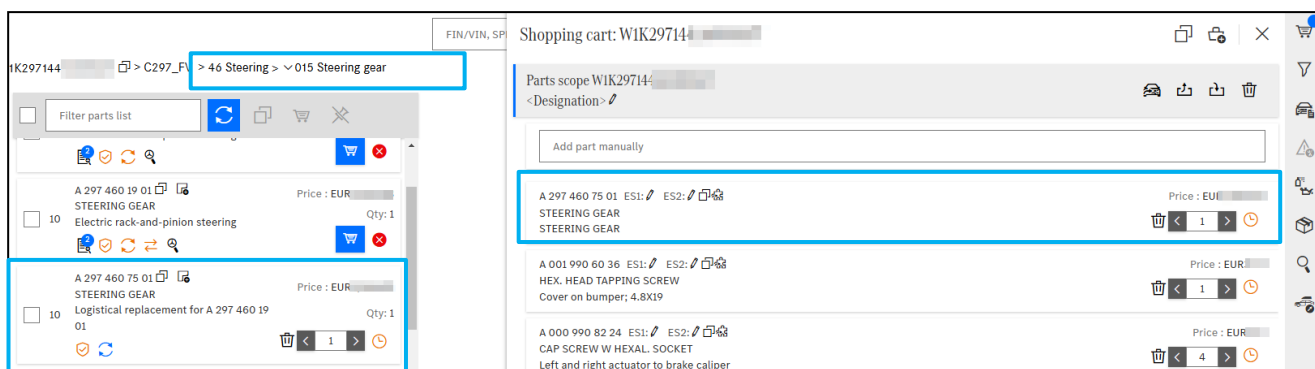 FIN/VIN, SP
1K297144
> C297_F\
> 46 Steering > 015 Steering gear
Filter parts list
2
A 297 460 19 01
Price : EUR
STEERING GEAR
10
Electric rack-and-pinion steering
Qty: 1
2
A 297 460 75 01
STEERING GEAR
Price : EUR
10
Logistical replacement for A 297 460 19
01
Qty: 1
1
Shopping cart: W1K29714
Parts scope W1K29714
<Designation>
Add part manually
A 297 460 75 01 ES1: ES2:
Price : EU
STEERING GEAR
STEERING GEAR
1
A 001 990 60 36 ES1: ES2:
Price : EUR
HEX. HEAD TAPPING SCREW
Cover on bumper; 4.8X19
1
A 000 990 82 24 ES1: ES2:
Price : EUR
CAP SCREW W HEXAL. SOCKET
Left and right actuator to brake caliper
4